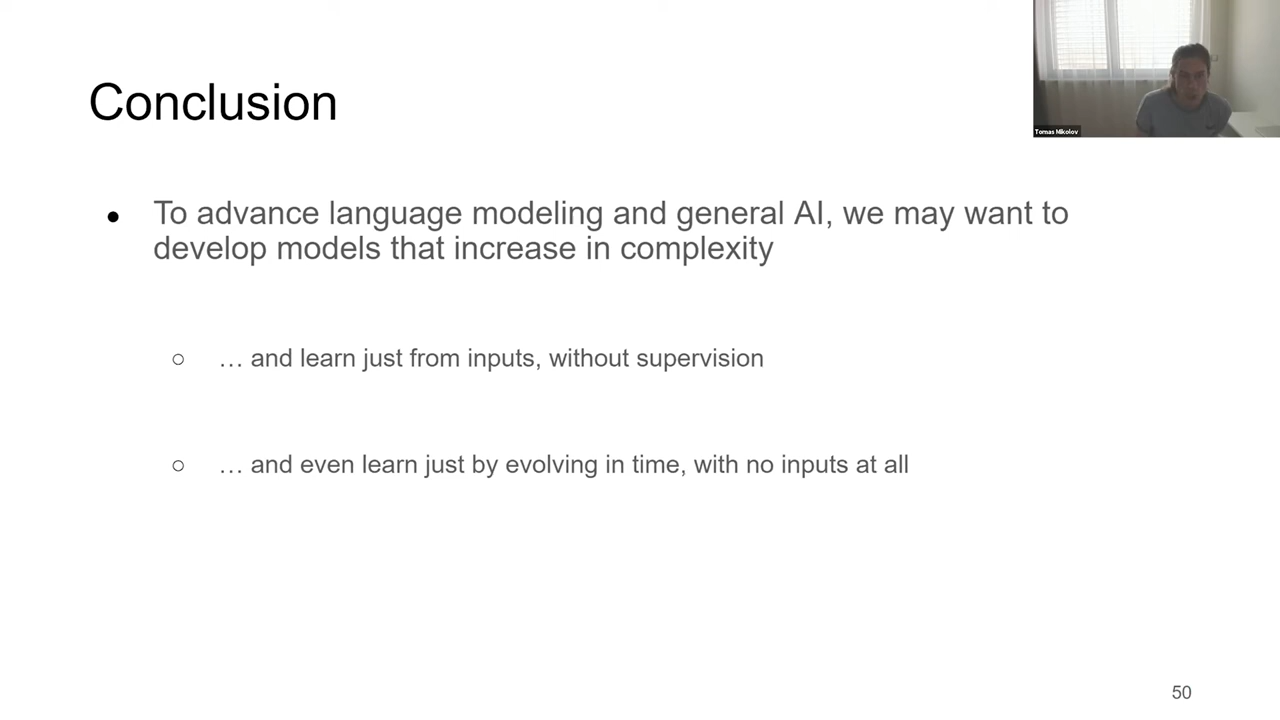 Conclusion
Tomas Mikolov
● To advance language modeling and general AI, we may want to
develop models that increase in complexity
○ … and learn just from inputs, without supervision
○ … and even learn just by evolving in time, with no inputs at all
50